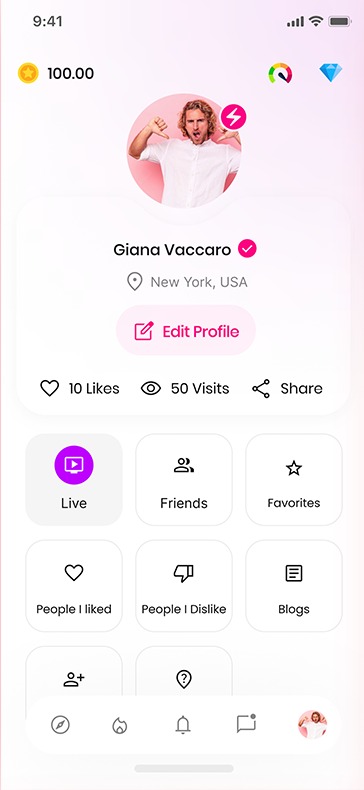 9:41
100.00
Giana Vaccaro
New York, USA
Edit Profile
10 Likes 50 Visits Share
Live Friends Favorites
People I liked People I Dislike Blogs